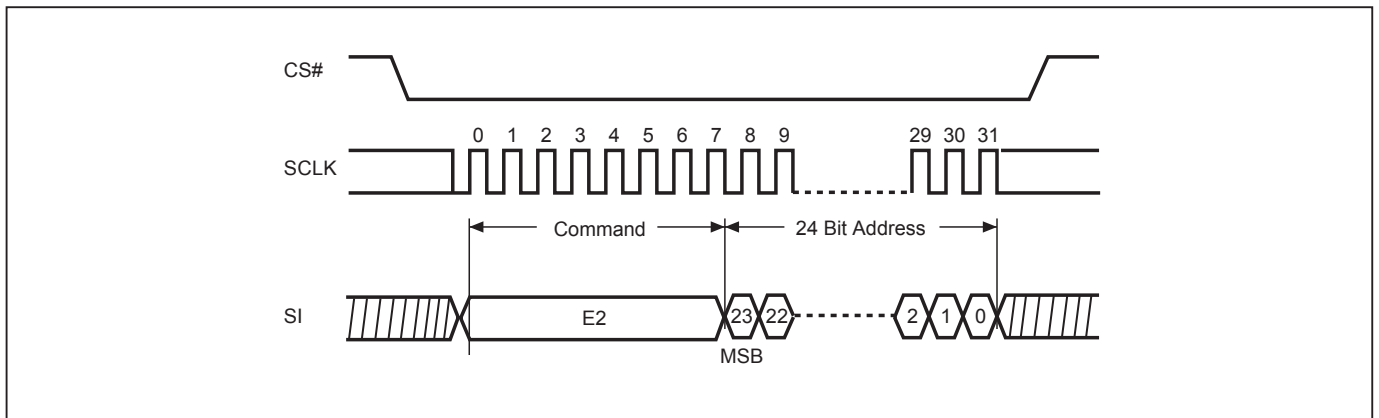 CS#
0 1 2 3 4 5 6 7 8 9 29 30 31
SCLK
Command 24 Bit Address
SI E2 23 22 2 1 0
MSB